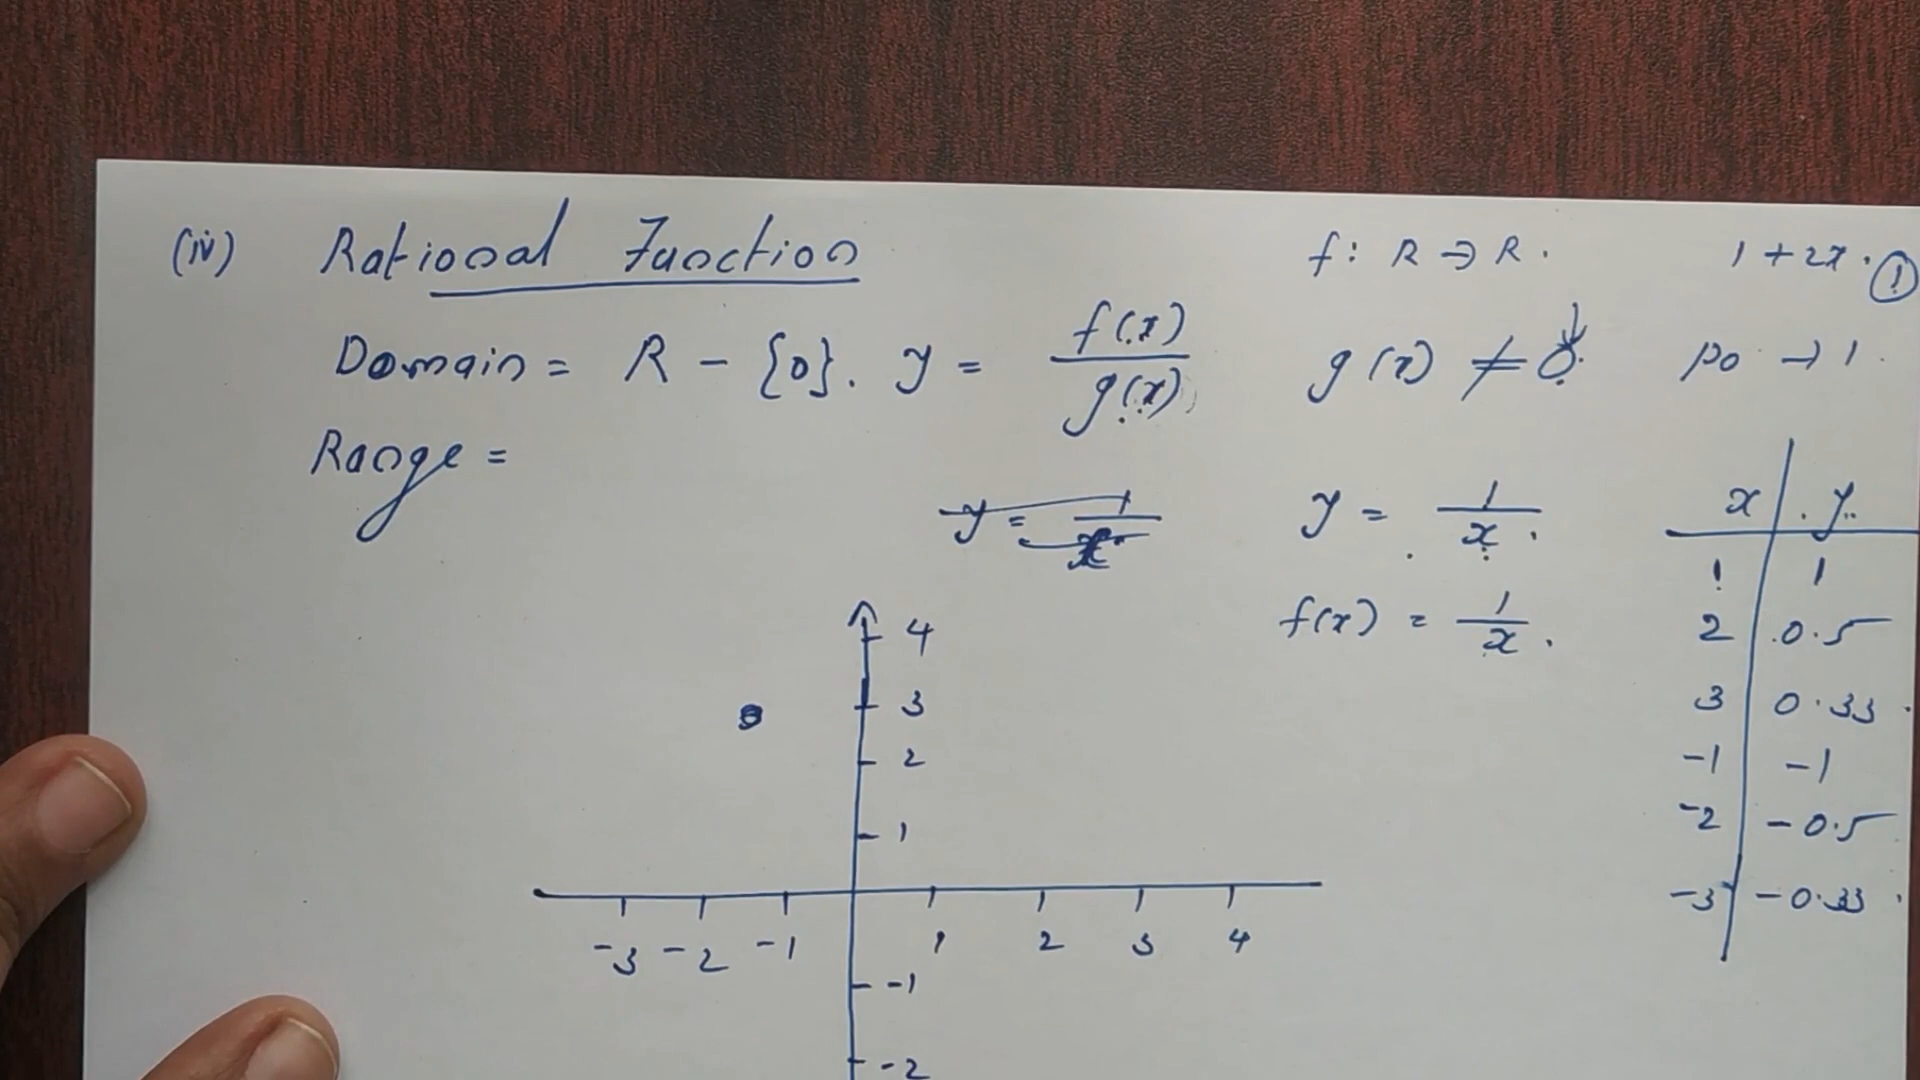 (iv) Rational Function f: R → R. 1 + 2x. ①
Domain = R - {0}. y = f(x)/g(x) g(x) ≠ 0. po → 1.
Range =
y = 1/x y = 1/x. x | y
f(x) = 1/x.
1 | 1
2 | 0.5
3 | 0.33
-1 | -1
-2 | -0.5
-3 | -0.33
4
3
2
1
-3 -2 -1 1 2 3 4
-1
-2